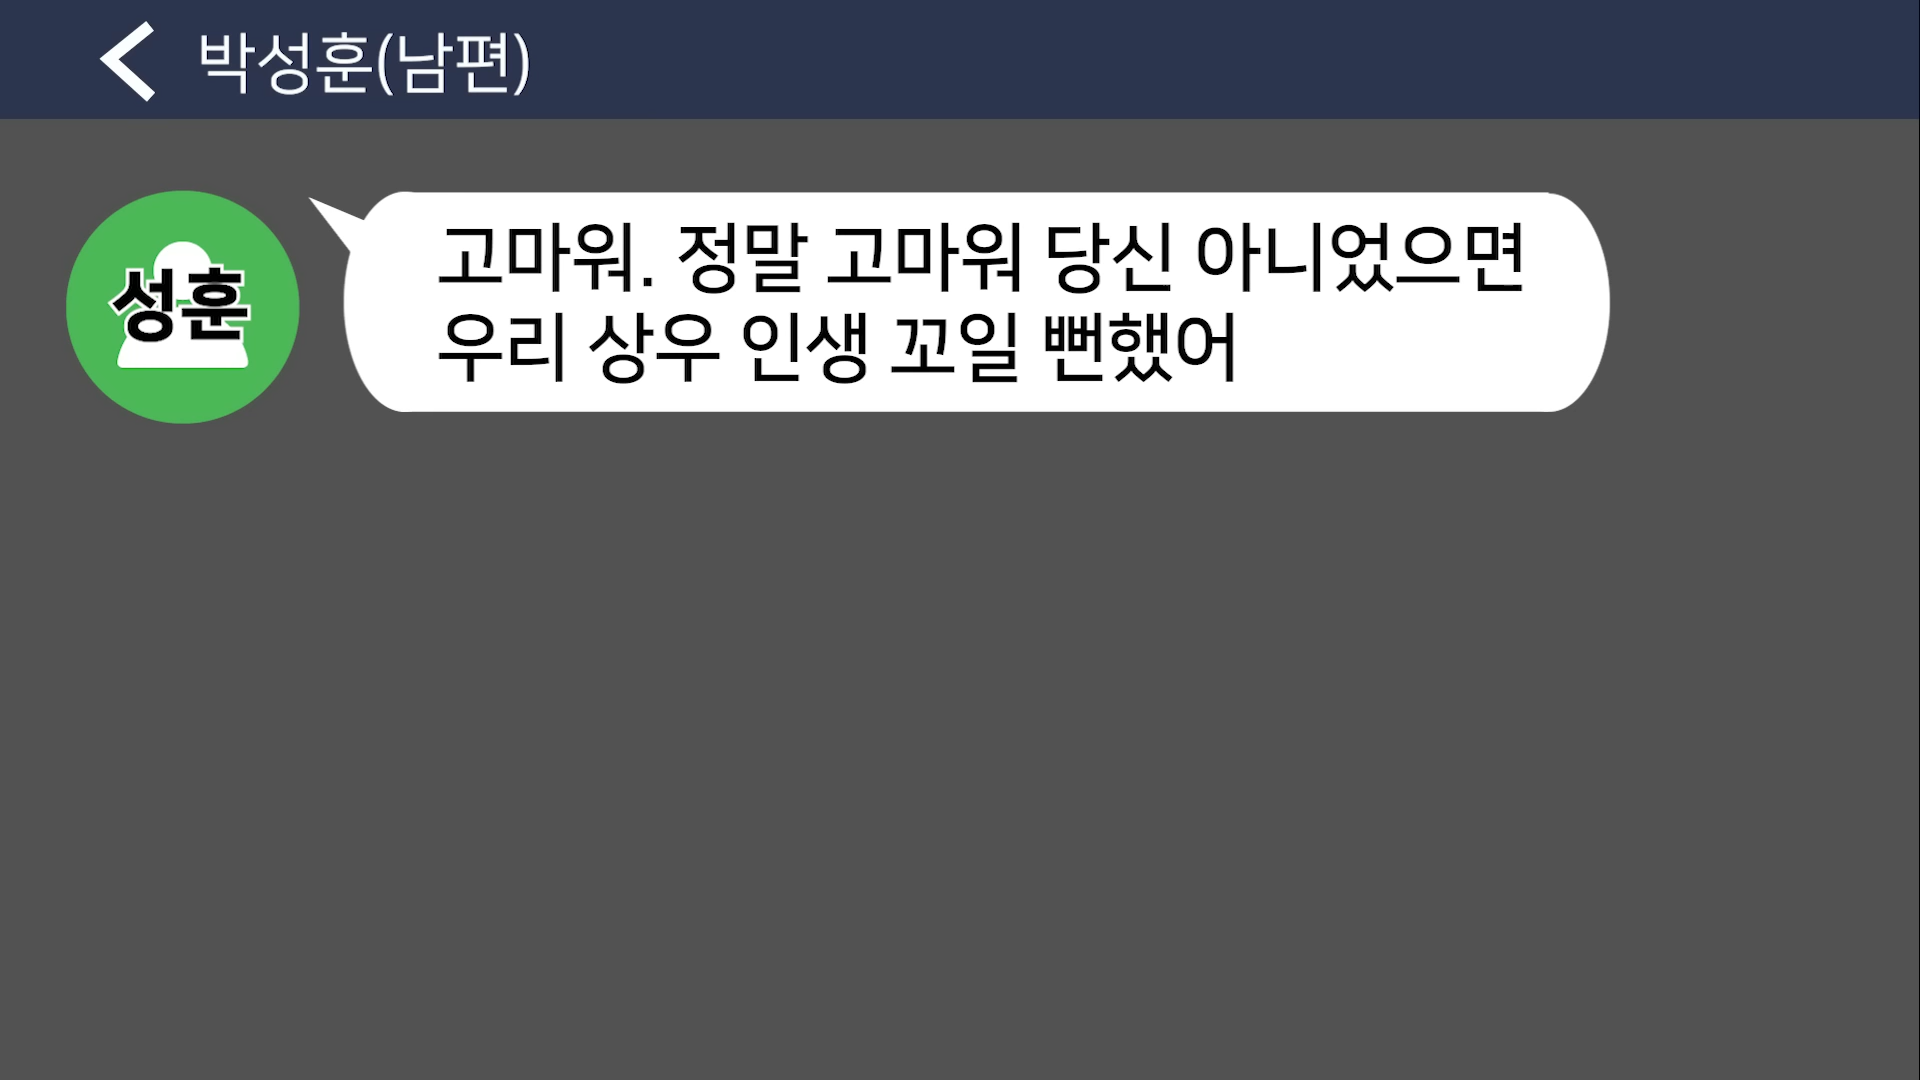 박성훈(남편)
성훈
고마워. 정말 고마워 당신 아니었으면
우리 상우 인생 꼬일 뻔했어